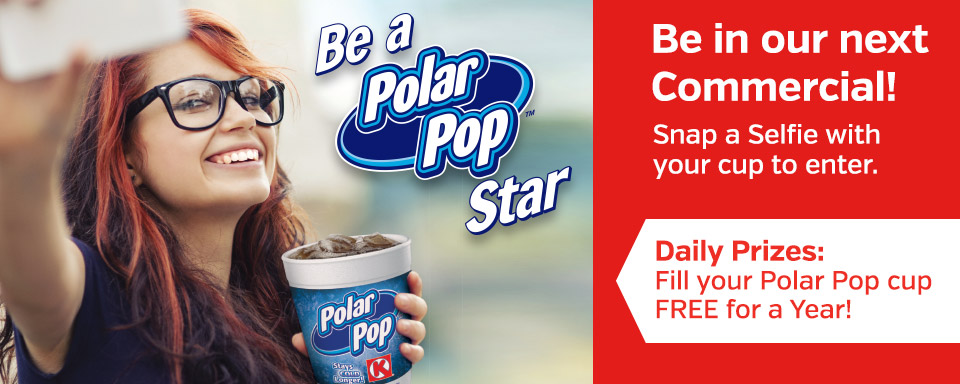 Be a
Polar
Pop™
Star
Polar
Pop
Stays
Cold
Longer!
K
Be in our next
Commercial!
Snap a Selfie with
your cup to enter.
Daily Prizes:
Fill your Polar Pop cup
FREE for a Year!